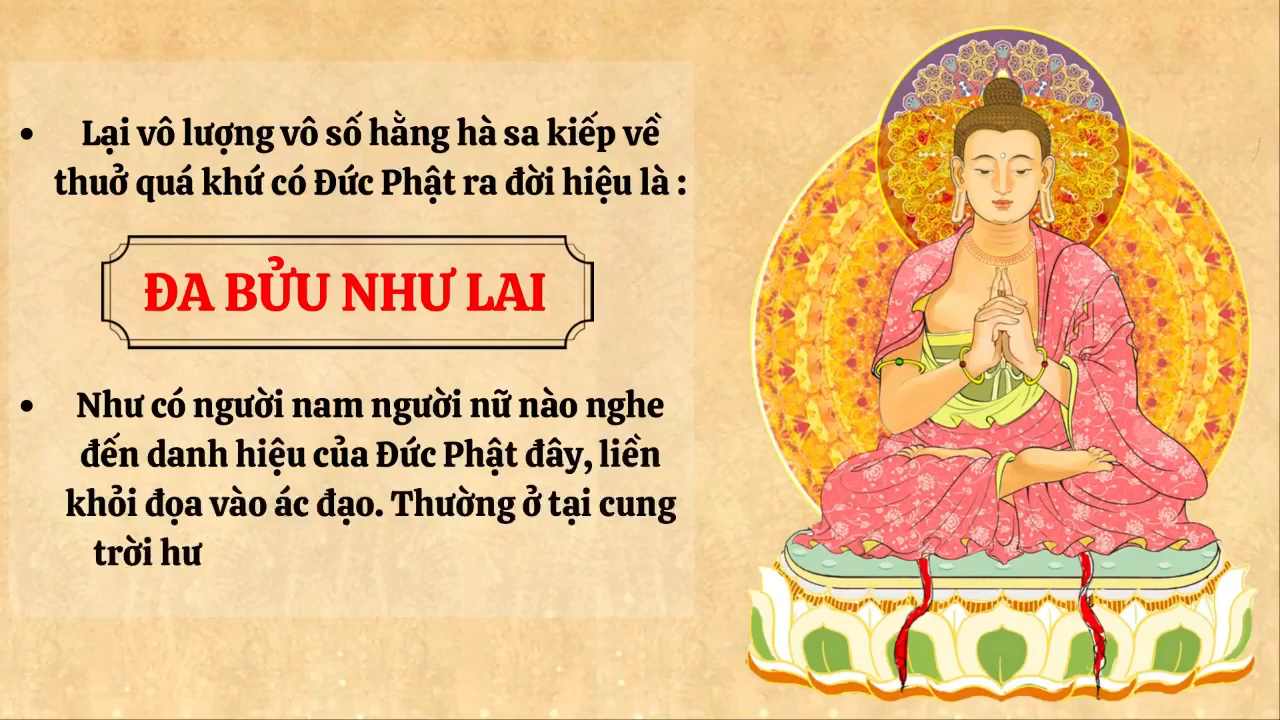 Lại vô lượng vô số hằng hà sa kiếp về
thuở quá khứ có Đức Phật ra đời hiệu là :
ĐA BỬU NHƯ LAI
Như có người nam người nữ nào nghe
đến danh hiệu của Đức Phật đây, liền
khỏi đọa vào ác đạo. Thường ở tại cung
trời hư